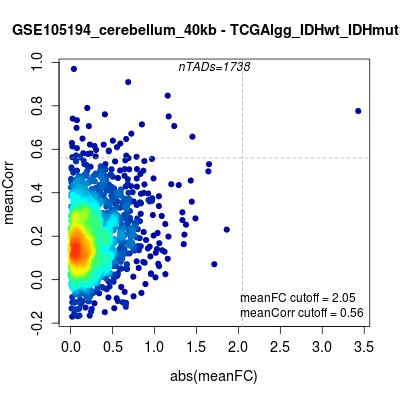 GSE105194_cerebellum_40kb - TCGAlgg_IDHwt_IDHmut
nTADs=1738
meanCorr
1.0
0.8
0.6
0.4
0.2
0.0
-0.2
meanFC cutoff = 2.05
meanCorr cutoff = 0.56
0.0 0.5 1.0 1.5 2.0 2.5 3.0 3.5
abs(meanFC)